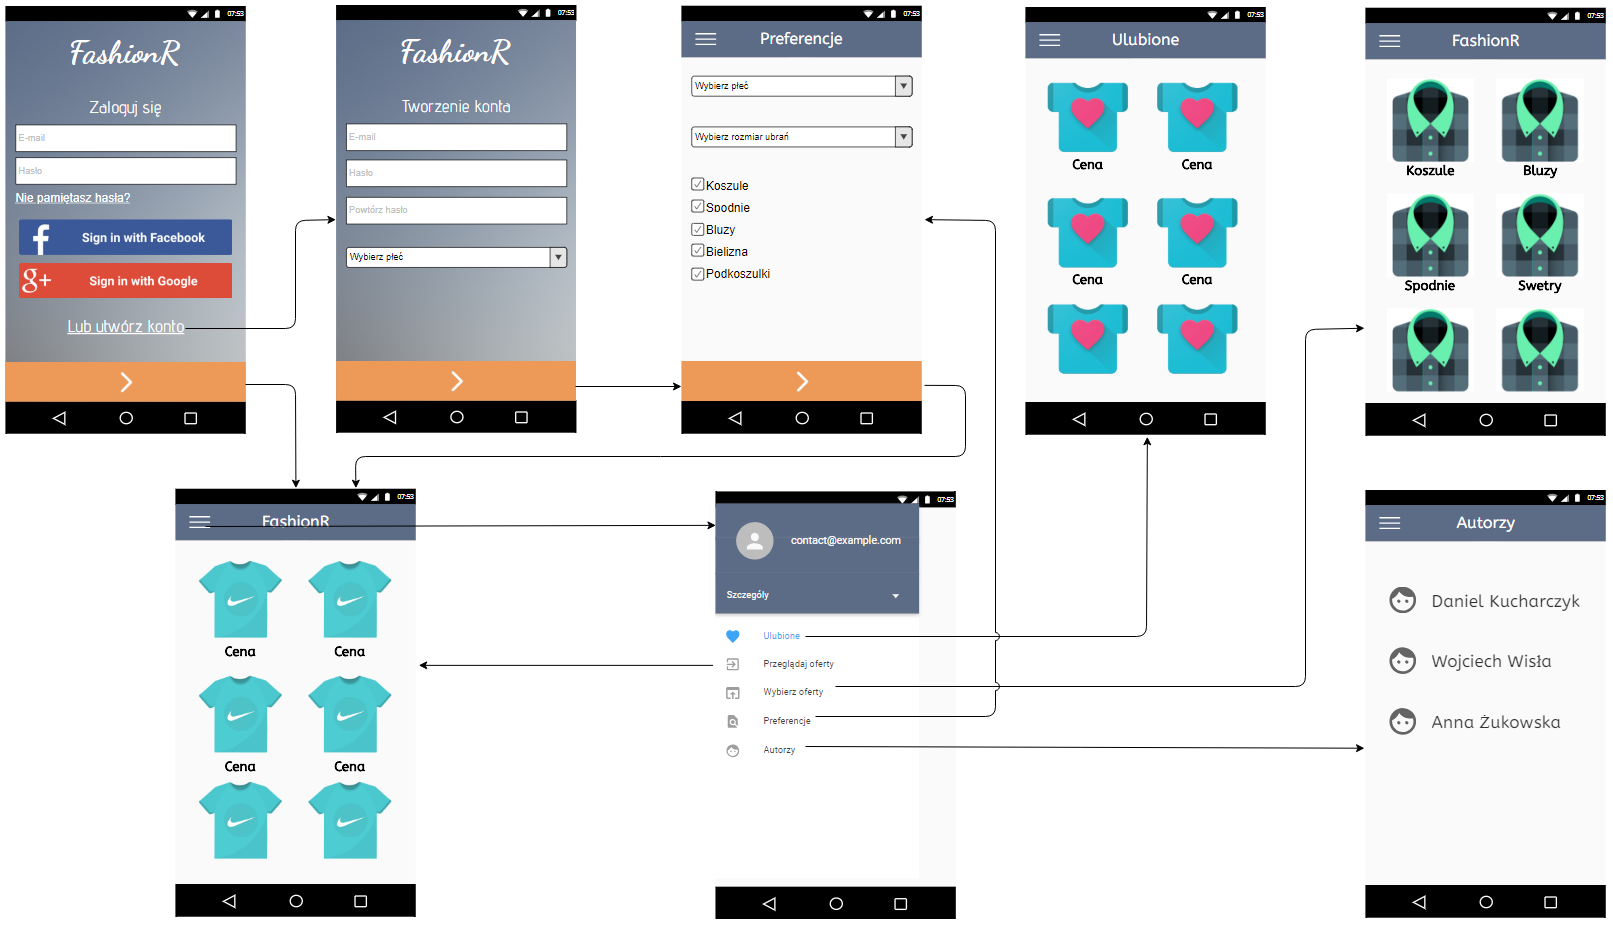 07:53
FashionR
Zaloguj się
E-mail
Hasło
Nie pamiętasz hasła?
f Sign in with Facebook
g+ Sign in with Google
Lub utwórz konto
07:53
FashionR
Tworzenie konta
E-mail
Hasło
Powtórz hasło
Wybierz płeć
07:53
Preferencje
Wybierz płeć
Wybierz rozmiar ubrań
Koszule
Spodnie
Bluzy
Bielizna
Podkoszulki
07:53
Ulubione
Cena Cena
Cena Cena
07:53
FashionR
Koszule Bluzy
Spodnie Swetry
07:53
FashionR
Cena Cena
Cena Cena
07:53
contact@example.com
Szczegóły
Ulubione
Przeglądaj oferty
Wybierz oferty
Preferencje
Autorzy
07:53
Autorzy
Daniel Kucharczyk
Wojciech Wisła
Anna Żukowska